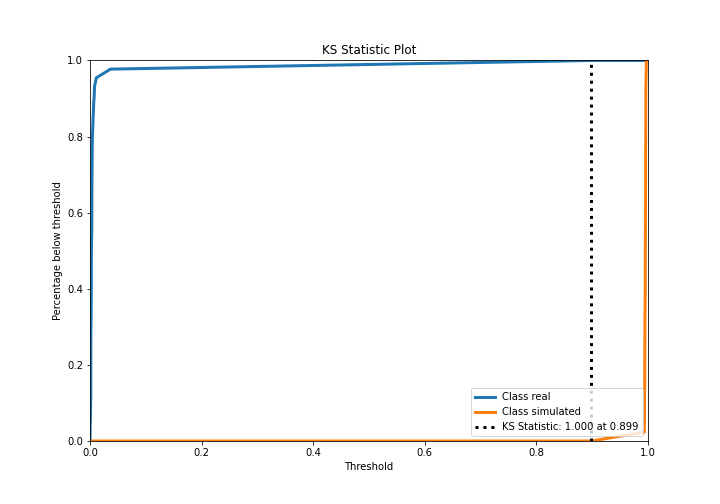 KS Statistic Plot
1.0
0.8
0.6
0.4
0.2
0.0
Percentage below threshold
0.0 0.2 0.4 0.6 0.8 1.0
Threshold
Class real
Class simulated
KS Statistic: 1.000 at 0.899